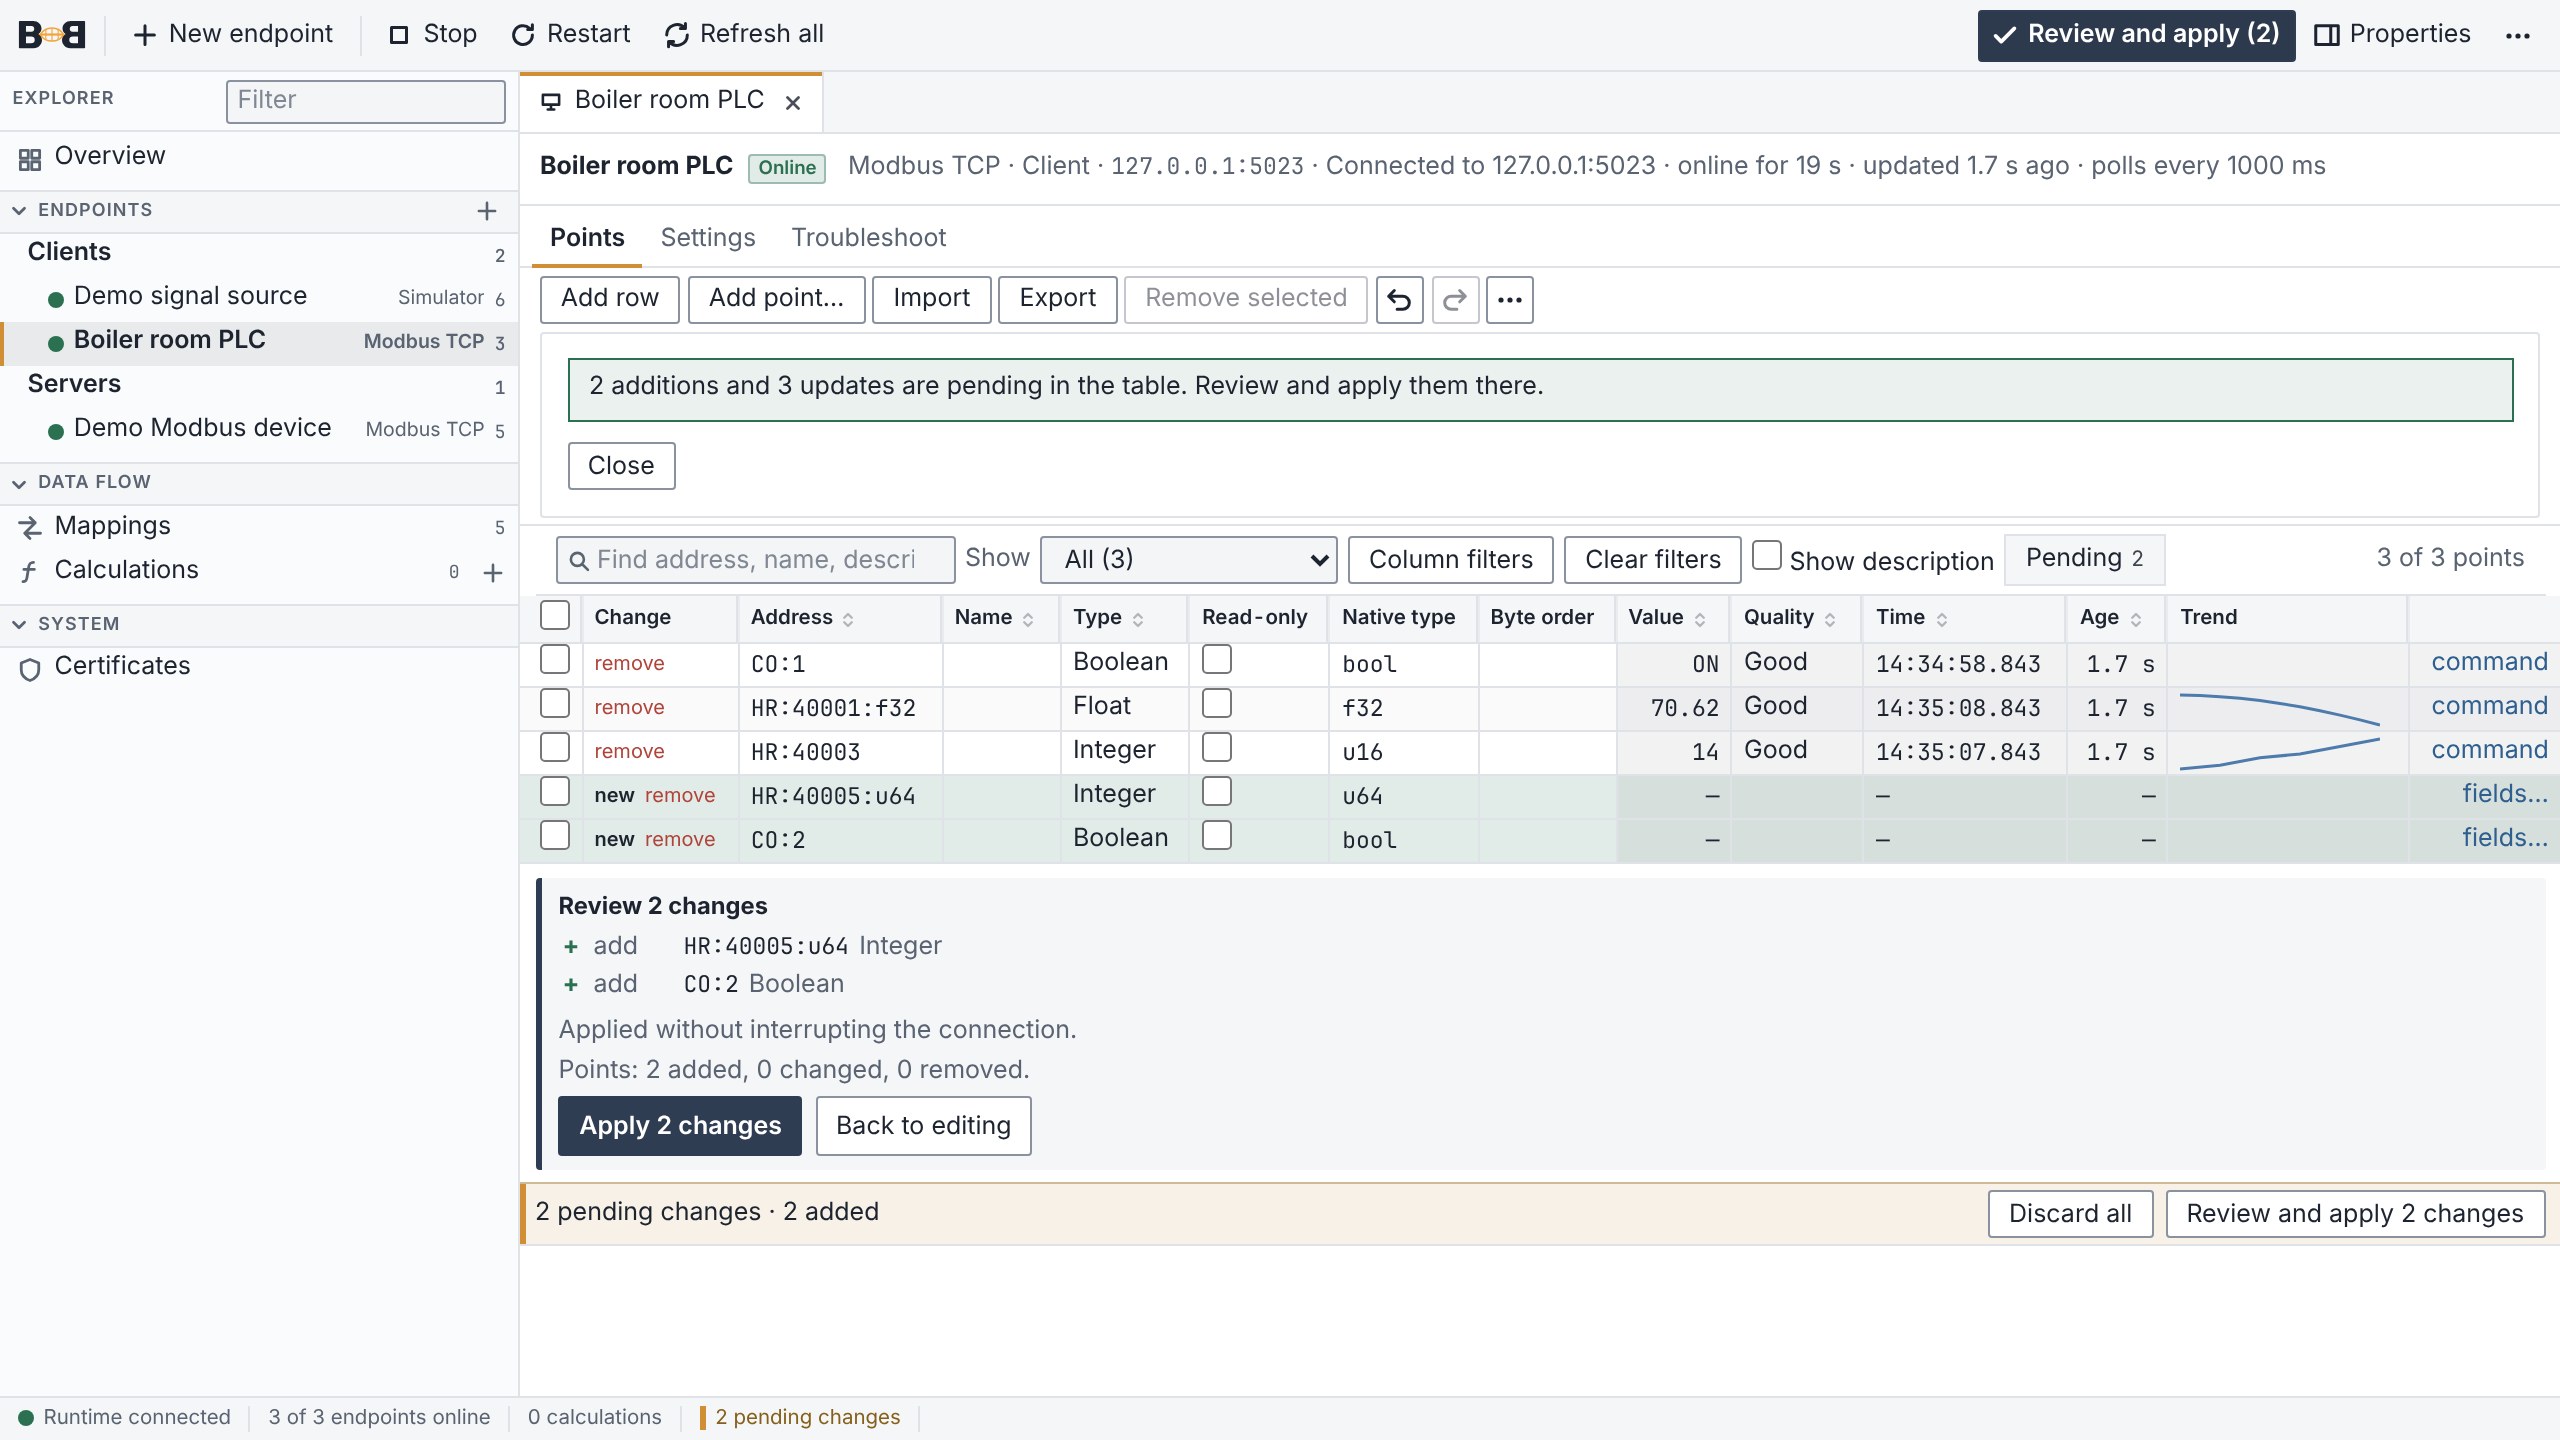 BOB
New endpoint
Stop
Restart
Refresh all
Review and apply (2)
Properties
EXPLORER
Filter
Overview
ENDPOINTS
Clients 2
Demo signal source Simulator 6
Boiler room PLC Modbus TCP 3
Servers 1
Demo Modbus device Modbus TCP 5
DATA FLOW
Mappings 5
Calculations 0
SYSTEM
Certificates
Boiler room PLC
Boiler room PLC Online Modbus TCP · Client · 127.0.0.1:5023 · Connected to 127.0.0.1:5023 · online for 19 s · updated 1.7 s ago · polls every 1000 ms
Points Settings Troubleshoot
Add row Add point... Import Export Remove selected
2 additions and 3 updates are pending in the table. Review and apply them there.
Close
Find address, name, descri Show All (3) Column filters Clear filters Show description Pending 2 3 of 3 points
Change Address Name Type Read-only Native type Byte order Value Quality Time Age Trend
remove CO:1 Boolean bool ON Good 14:34:58.843 1.7 s command
remove HR:40001:f32 Float f32 70.62 Good 14:35:08.843 1.7 s command
remove HR:40003 Integer u16 14 Good 14:35:07.843 1.7 s command
new remove HR:40005:u64 Integer u64 — — — fields...
new remove CO:2 Boolean bool — — — fields...
Review 2 changes
+ add HR:40005:u64 Integer
+ add CO:2 Boolean
Applied without interrupting the connection.
Points: 2 added, 0 changed, 0 removed.
Apply 2 changes Back to editing
2 pending changes · 2 added Discard all Review and apply 2 changes
Runtime connected 3 of 3 endpoints online 0 calculations 2 pending changes